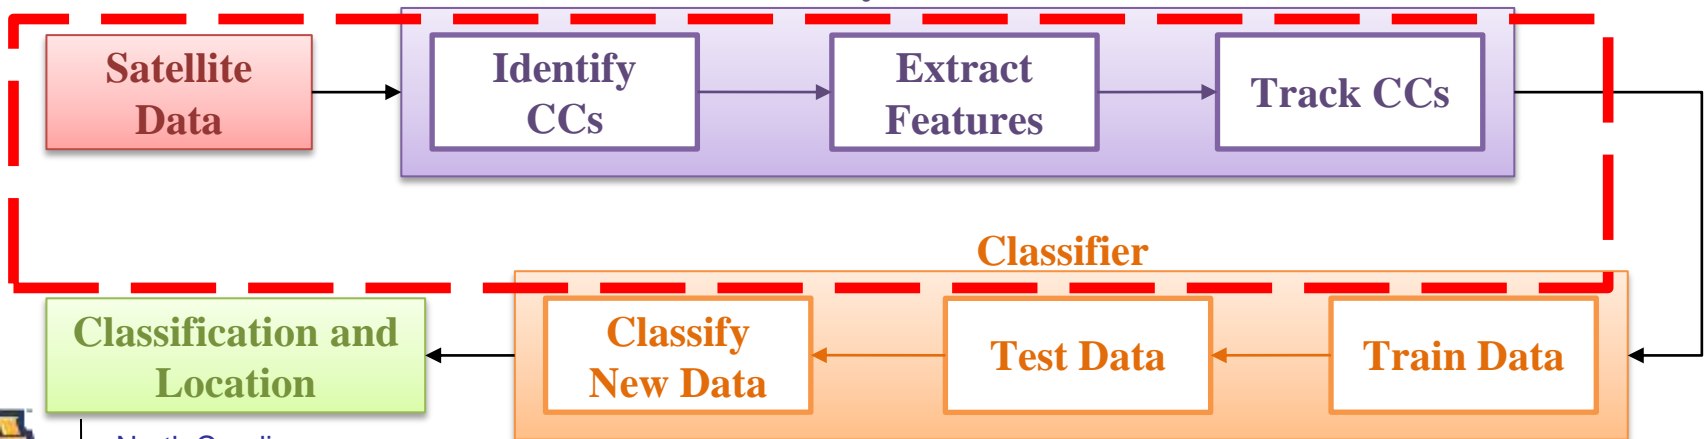 Satellite
Data
Identify
CCs
Extract
Features
Track CCs
Classifier
Classification and
Location
Classify
New Data
Test Data
Train Data